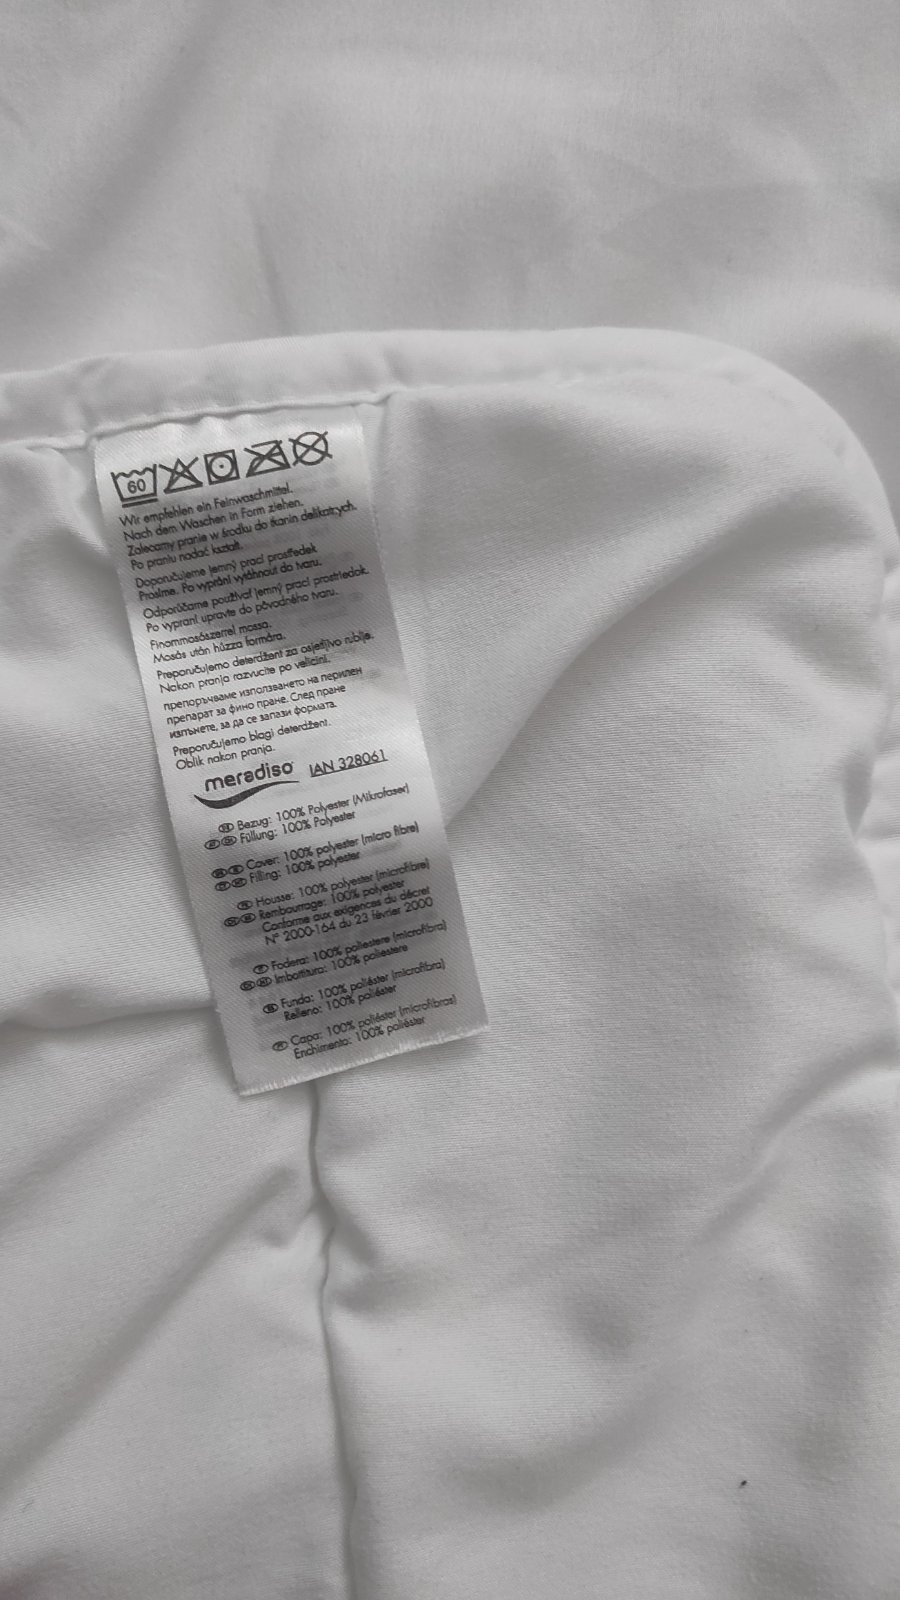 60
Wir empfehlen ein Feinwaschmittel.
Nach dem Waschen in Form ziehen.
Zalecamy pranie w środku do tkanin delikatnych.
Po praniu nadać kształt.
Doporučujeme jemný prací prostředek
Prosíme. Po vyprání vytáhnout do tvaru.
Odporúčame používať jemný prací prostriedok.
Po vypraní upravte do pôvodného tvaru.
Finommosószerrel mossa.
Mosás után húzza formára.
Preporučujemo deterdžent za osjetljivo rublje.
Nakon pranja razvucite po veličini.
препоръчваме използването на перилен
препарат за фино пране. След пране
изпънете, за да се запази формата.
Preporučujemo blagi deterdžent.
Oblik nakon pranja.
meradiso IAN 328061
Bezug: 100% Polyester (Mikrofaser)
Füllung: 100% Polyester
Cover: 100% polyester (micro fibre)
Filling: 100% polyester
Housse: 100% polyester (microfibre)
Rembourrage: 100% polyester
Conforme aux exigences du décret
N° 2000-164 du 23 février 2000
Fodera: 100% poliestere (microfibra)
Imbottitura: 100% poliestere
Funda: 100% poliéster (microfibra)
Relleno: 100% poliéster
Capa: 100% poliéster (microfibras)
Enchimento: 100% poliéster